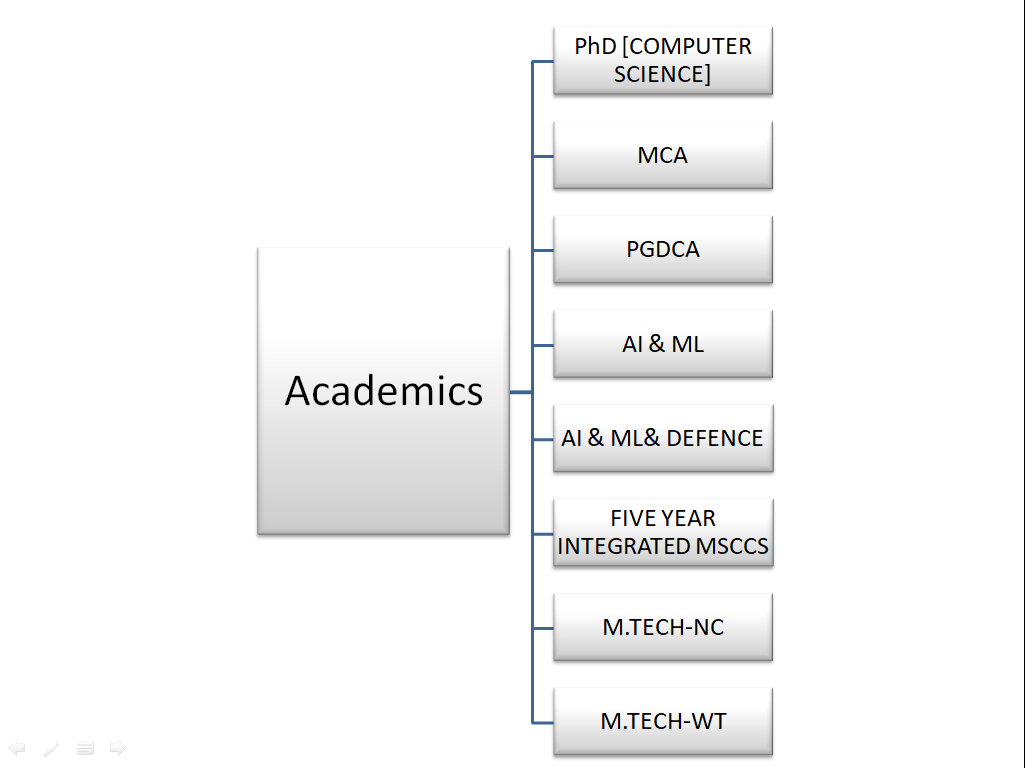 Academics
PhD [COMPUTER
SCIENCE]
MCA
PGDCA
AI & ML
AI & ML& DEFENCE
FIVE YEAR
INTEGRATED MSCCS
M.TECH-NC
M.TECH-WT